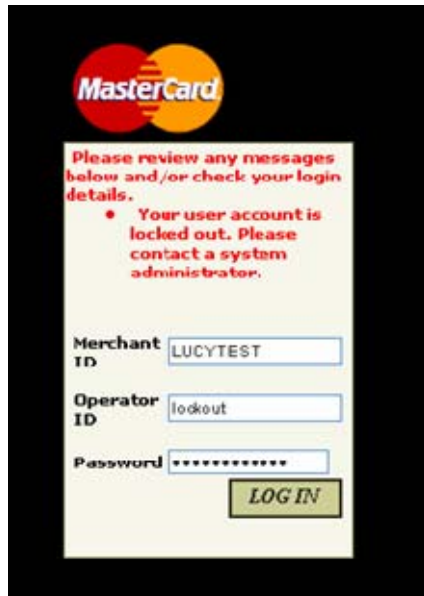 MasterCard
Please review any messages
below and/or check your login
details.
• Your user account is
locked out. Please
contact a system
administrator.
Merchant
ID
LUCYTEST
Operator
ID
lockout
Password
••••••••••••
LOG IN